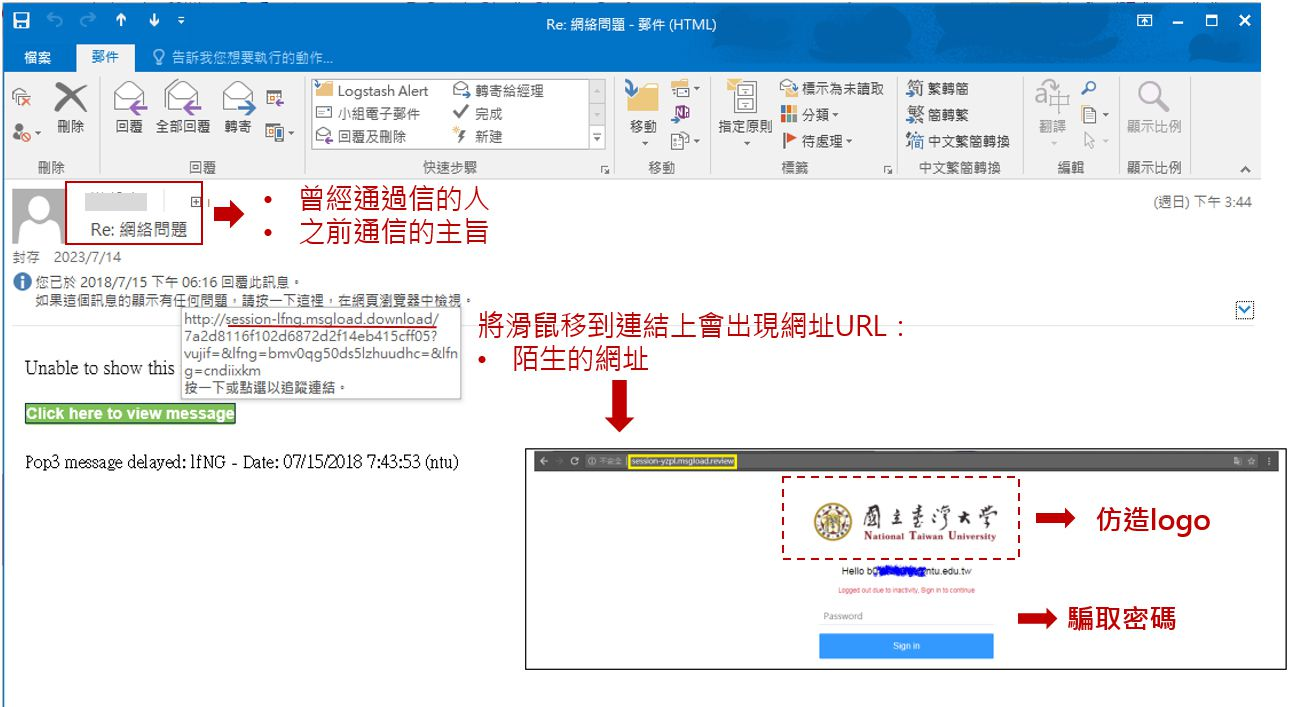 Re: 網絡問題 - 郵件 (HTML)
檔案 郵件 告訴我您想要執行的動作...
刪除
回覆 全部回覆 轉寄
Logstash Alert 轉寄給經理
小組電子郵件 完成
回覆及刪除 新建
移動
指定原則
標示為未讀取
分類
待處理
繁轉簡
簡轉繁
中文繁簡轉換
翻譯
顯示比例
刪除 回覆 快速步驟 移動 標籤 中文繁簡轉換 編輯 顯示比例
Re: 網絡問題
• 曾經通過信的人
• 之前通信的主旨
(週日) 下午 3:44
封存 2023/7/14
您已於 2018/7/15 下午 06:16 回覆此訊息。
如果這個訊息的顯示有任何問題，請按一下這裡，在網頁瀏覽器中檢視。
http://session-lfng.msgload.download/
7a2d8116f102d6872d2f14eb415cff05?
vujif=&lfng=bmv0qg50ds5lzhuudhc=&lfn
g=cndiixkm
按一下或點選以追蹤連結。
將滑鼠移到連結上會出現網址URL：
• 陌生的網址
Unable to show this
Click here to view message
Pop3 message delayed: lfNG - Date: 07/15/2018 7:43:53 (ntu)
不安全 session-yzpl.msgload.review
國立臺灣大學
National Taiwan University
仿造logo
Hello b0 ntu.edu.tw
Logged out due to inactivity, Sign in to continue
Password
騙取密碼
Sign in